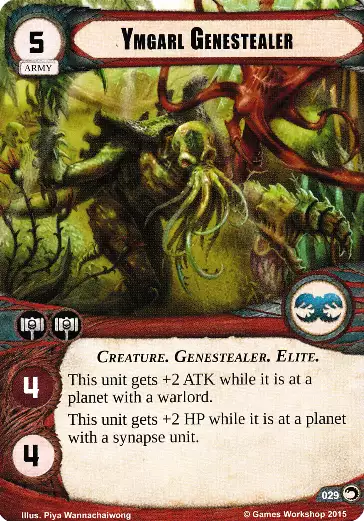 5
ARMY
YMGARL GENESTEALER
CREATURE. GENESTEALER. ELITE.
4
This unit gets +2 ATK while it is at a
planet with a warlord.
This unit gets +2 HP while it is at a planet
with a synapse unit.
4
029
Illus. Piya Wannachaiwong
© Games Workshop 2015